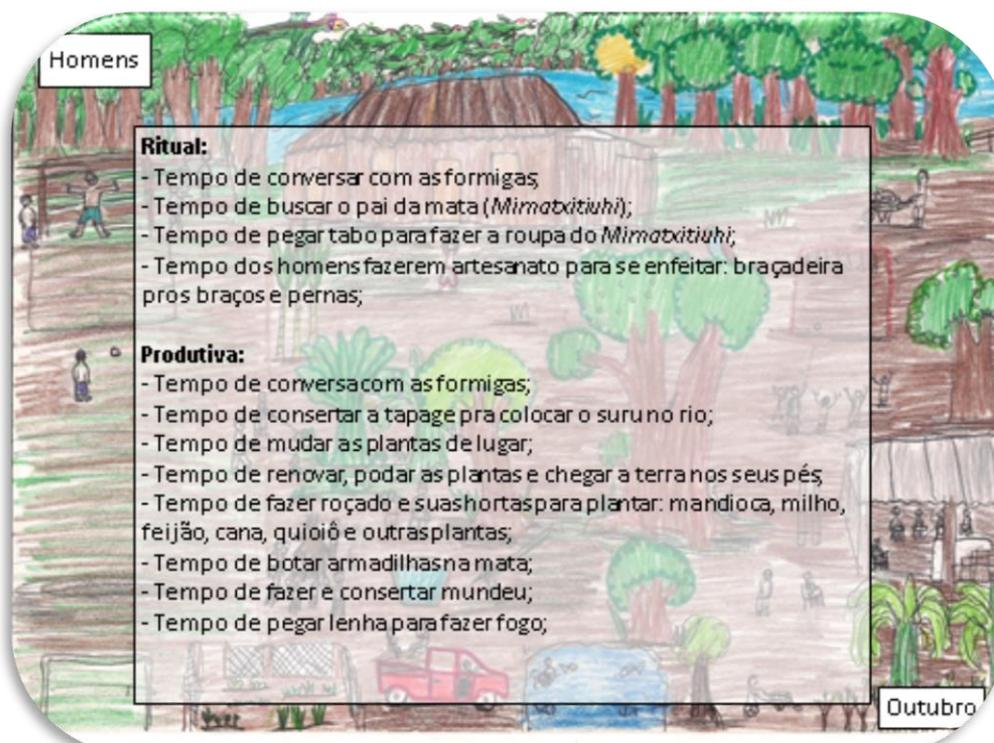 Homens
Ritual:
- Tempo de conversar com as formigas;
- Tempo de buscar o pai da mata (Mimatxitiuhi);
- Tempo de pegar tabo para fazer a roupa do Mimatxitiuhi;
- Tempo dos homens fazerem artesanato para se enfeitar: braçadeira
pros braços e pernas;
Produtiva:
- Tempo de conversa com as formigas;
- Tempo de consertar a tapage pra colocar o suru no rio;
- Tempo de mudar as plantas de lugar;
- Tempo de renovar, podar as plantas e chegar a terra nos seus pés;
- Tempo de fazer roçado e suas hortas para plantar: mandioca, milho,
feijão, cana, quioiô e outras plantas;
- Tempo de botar armadilhas na mata;
- Tempo de fazer e consertar mundeu;
- Tempo de pegar lenha para fazer fogo;
Outubro